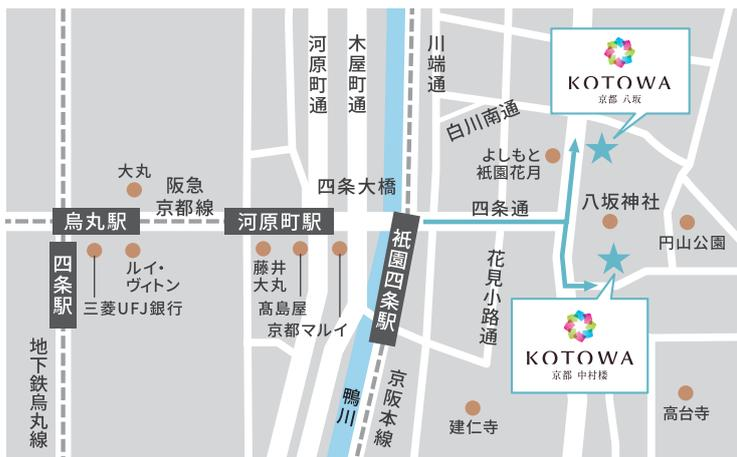 河原町通
木屋町通
川端通
KOTOWA
京都 八坂
白川南通
よしもと
祇園花月
大丸
阪急
京都線
四条大橋
四条通
八坂神社
烏丸駅
河原町駅
祇園四条駅
円山公園
四条駅
ルイ・
ヴィトン
三菱UFJ銀行
藤井
大丸
髙島屋
京都マルイ
花見小路通
KOTOWA
京都 中村楼
地下鉄烏丸線
鴨川
京阪本線
建仁寺
高台寺